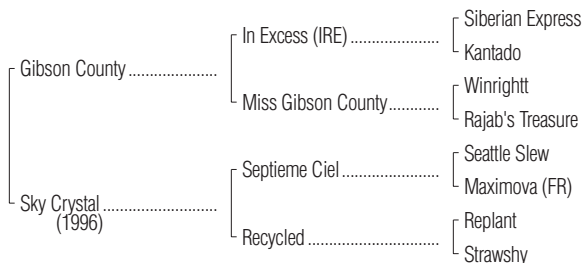 Siberian Express
In Excess (IRE) ....................
Kantado
Gibson County ....................
Winrightt
Miss Gibson County ............
Rajab's Treasure
Seattle Slew
Septieme Ciel ......................
Maximova (FR)
Sky Crystal .........................
(1996)
Replant
Recycled .............................
Strawshy